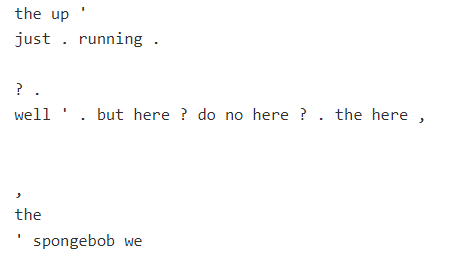 the up '
just . running .
? .
well ' . but here ? do no here ? . the here ,
,
the
' spongebob we